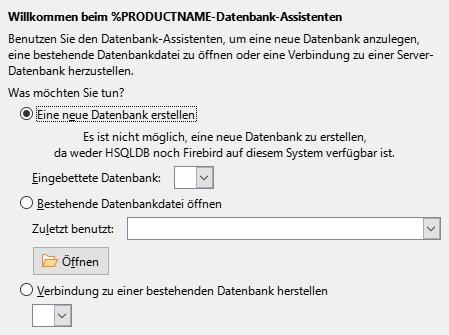 Willkommen beim %PRODUCTNAME-Datenbank-Assistenten
Benutzen Sie den Datenbank-Assistenten, um eine neue Datenbank anzulegen,
eine bestehende Datenbankdatei zu öffnen oder eine Verbindung zu einer Server-
Datenbank herzustellen.
Was möchten Sie tun?
Eine neue Datenbank erstellen
Es ist nicht möglich, eine neue Datenbank zu erstellen,
da weder HSQLDB noch Firebird auf diesem System verfügbar ist.
Eingebettete Datenbank:
Bestehende Datenbankdatei öffnen
Zuletzt benutzt:
Öffnen
Verbindung zu einer bestehenden Datenbank herstellen